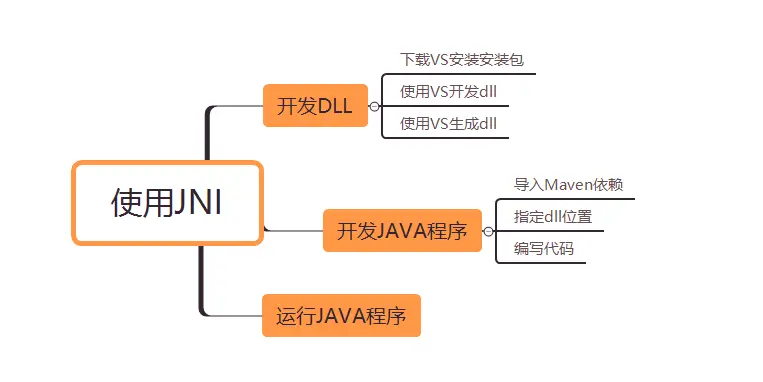 使用JNI
开发DLL
下载VS安装安装包
使用VS开发dll
使用VS生成dll
开发JAVA程序
导入Maven依赖
指定dll位置
编写代码
运行JAVA程序